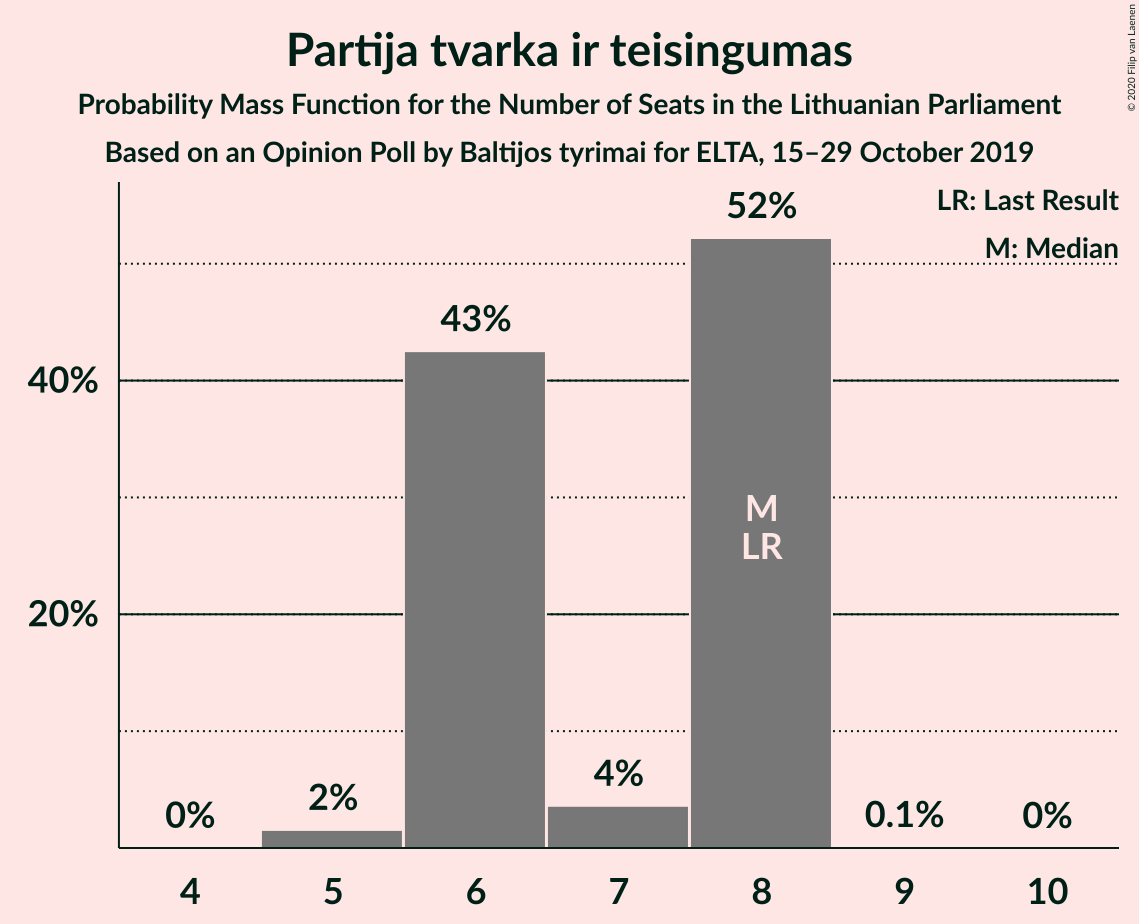 Partija tvarka ir teisingumas
Probability Mass Function for the Number of Seats in the Lithuanian Parliament
Based on an Opinion Poll by Baltijos tyrimai for ELTA, 15–29 October 2019
© 2020 Filip van Laenen
LR: Last Result
M: Median
52%
43%
40%
M
LR
20%
4%
2%
0%
0.1%
0%
4 5 6 7 8 9 10